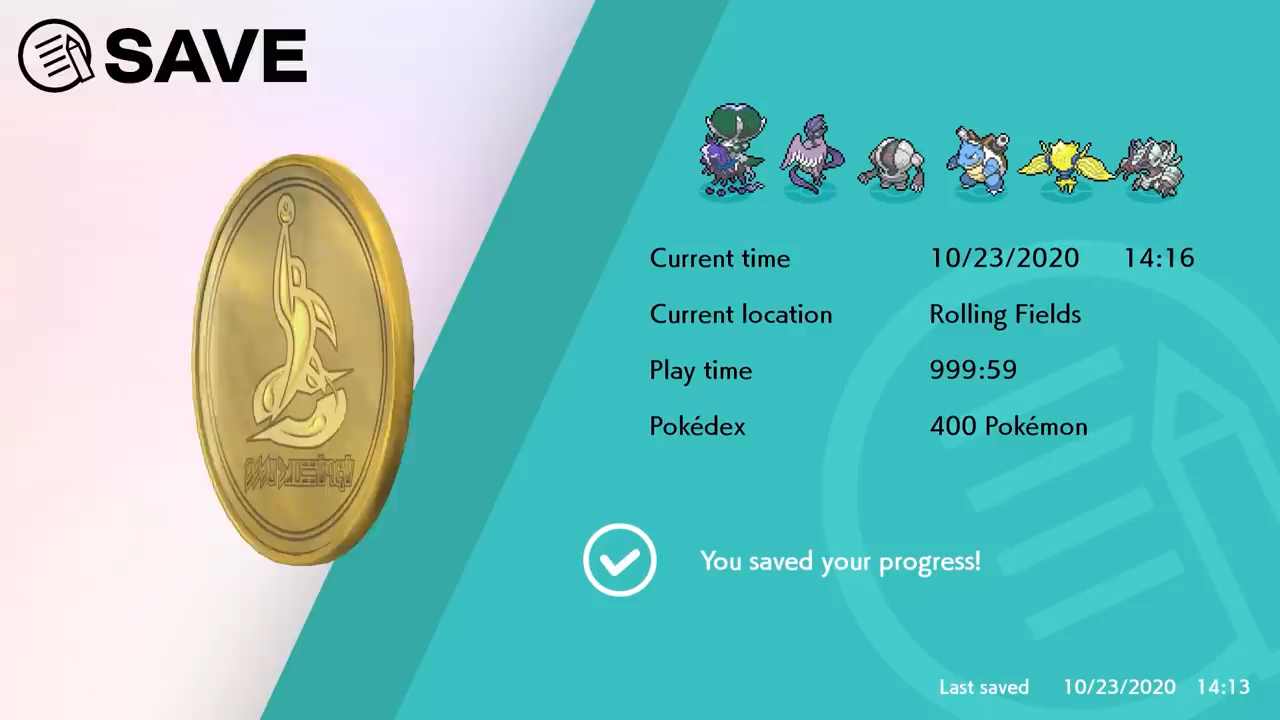 SAVE
Current time 10/23/2020 14:16
Current location Rolling Fields
Play time 999:59
Pokédex 400 Pokémon
You saved your progress!
Last saved 10/23/2020 14:13